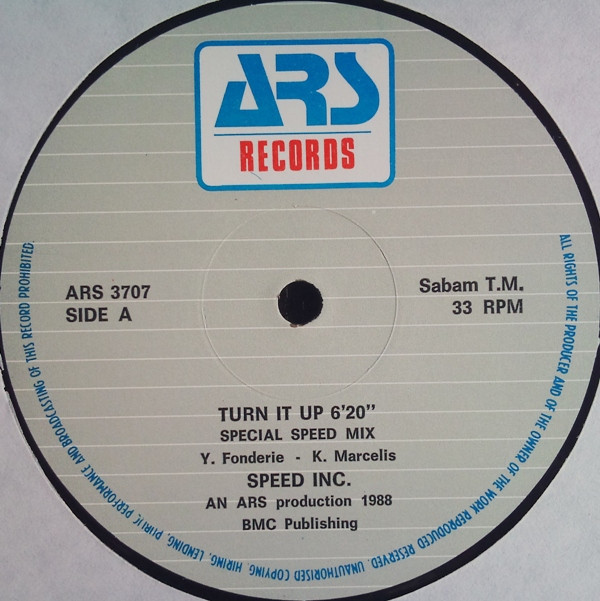 ARS
RECORDS
ARS 3707
SIDE A
Sabam T.M.
33 RPM
TURN IT UP 6'20"
SPECIAL SPEED MIX
Y. Fonderie - K. Marcelis
SPEED INC.
AN ARS production 1988
BMC Publishing
ALL RIGHTS OF THE PRODUCER AND OF THE OWNER OF THE WORK REPRODUCED RESERVED. UNAUTHORISED COPYING, HIRING, LENDING, PUBLIC PERFORMANCE AND BROADCASTING OF THIS RECORD PROHIBITED.